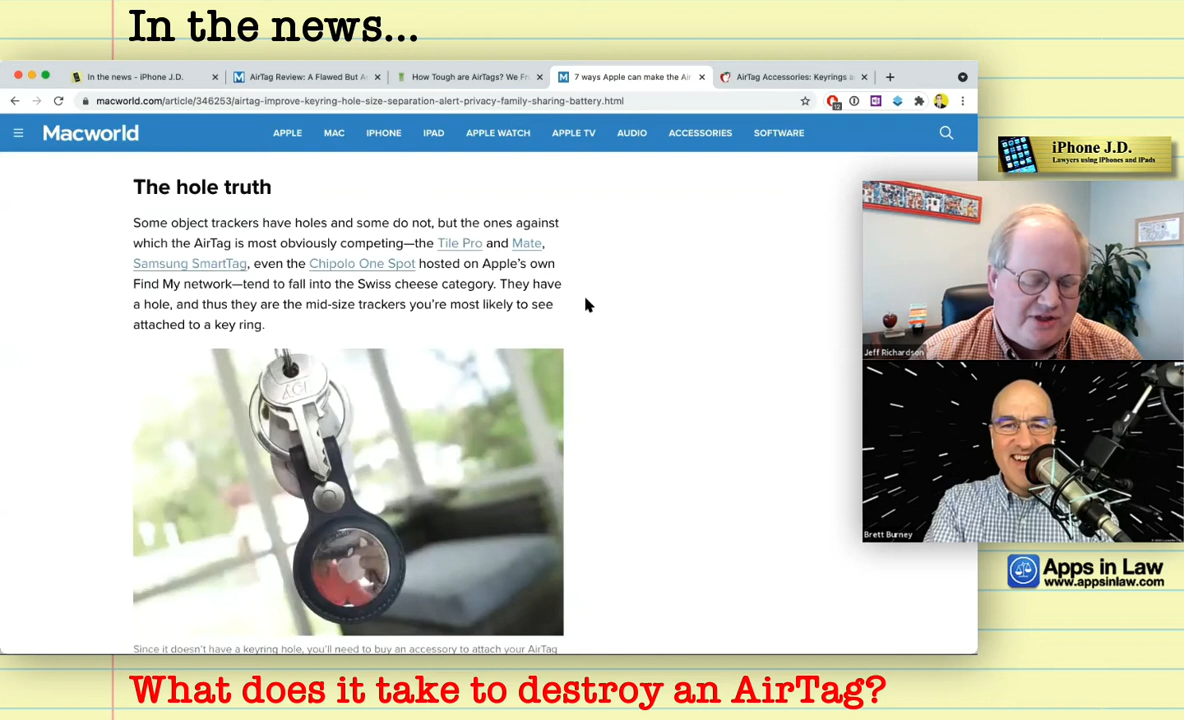 In the news...
In the news - iPhone J.D.
AirTag Review: A Flawed But A
How Tough are AirTags? We Fr
7 ways Apple can make the Air
AirTag Accessories: Keyrings
macworld.com/article/346253/airtag-improve-keyring-hole-size-separation-alert-privacy-family-sharing-battery.html
Macworld
APPLE MAC IPHONE IPAD APPLE WATCH APPLE TV AUDIO ACCESSORIES SOFTWARE
The hole truth
Some object trackers have holes and some do not, but the ones against
which the AirTag is most obviously competing—the Tile Pro and Mate,
Samsung SmartTag, even the Chipolo One Spot hosted on Apple's own
Find My network—tend to fall into the Swiss cheese category. They have
a hole, and thus they are the mid-size trackers you're most likely to see
attached to a key ring.
Since it doesn't have a keyring hole, you'll need to buy an accessory to attach your AirTag
iPhone J.D.
Lawyers using iPhones and iPads
Jeff Richardson
Brett Burney
Apps in Law
www.appsinlaw.com
What does it take to destroy an AirTag?